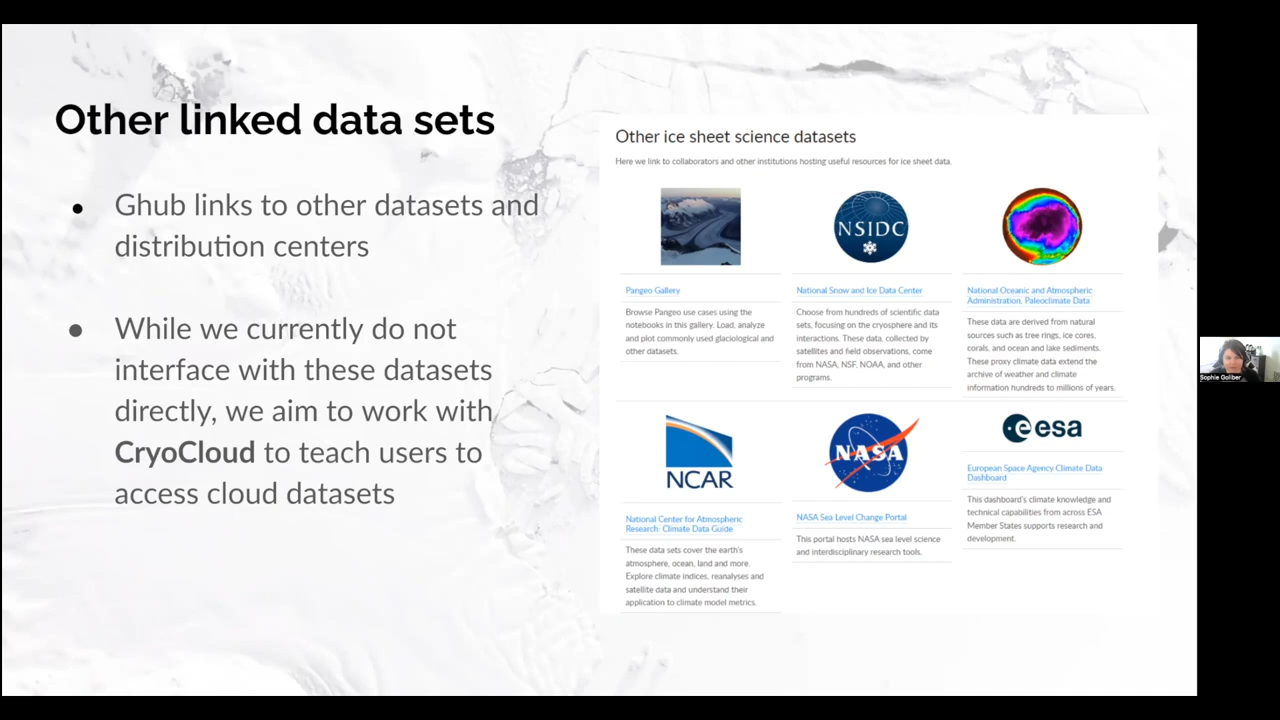 Other linked data sets
Ghub links to other datasets and
distribution centers
While we currently do not
interface with these datasets
directly, we aim to work with
CryoCloud to teach users to
access cloud datasets
Other ice sheet science datasets
Here we link to collaborators and other institutions hosting useful resources for ice sheet data.
Pangeo Gallery
Browse Pangeo use cases using the
notebooks in this gallery. Load, analyze
and plot commonly used glaciological and
other datasets.
NSIDC
National Snow and Ice Data Center
Choose from hundreds of scientific data
sets, focusing on the cryosphere and its
interactions. These data, collected by
satellites and field observations, come
from NASA, NSF, NOAA, and other
programs.
National Oceanic and Atmospheric
Administration, Paleoclimate Data
These data are derived from natural
sources such as tree rings, ice cores,
corals, and ocean and lake sediments.
These proxy climate data extend the
archive of weather and climate
information hundreds to millions of years.
NCAR
National Center for Atmospheric
Research: Climate Data Guide
These data sets cover the earth's
atmosphere, ocean, land and more.
Explore climate indices, reanalyses and
satellite data and understand their
application to climate model metrics.
NASA
NASA Sea Level Change Portal
This portal hosts NASA sea level science
and interdisciplinary research tools.
esa
European Space Agency Climate Data
Dashboard
This dashboard's climate knowledge and
technical capabilities from across ESA
Member States supports research and
development.
Sophie Goliber